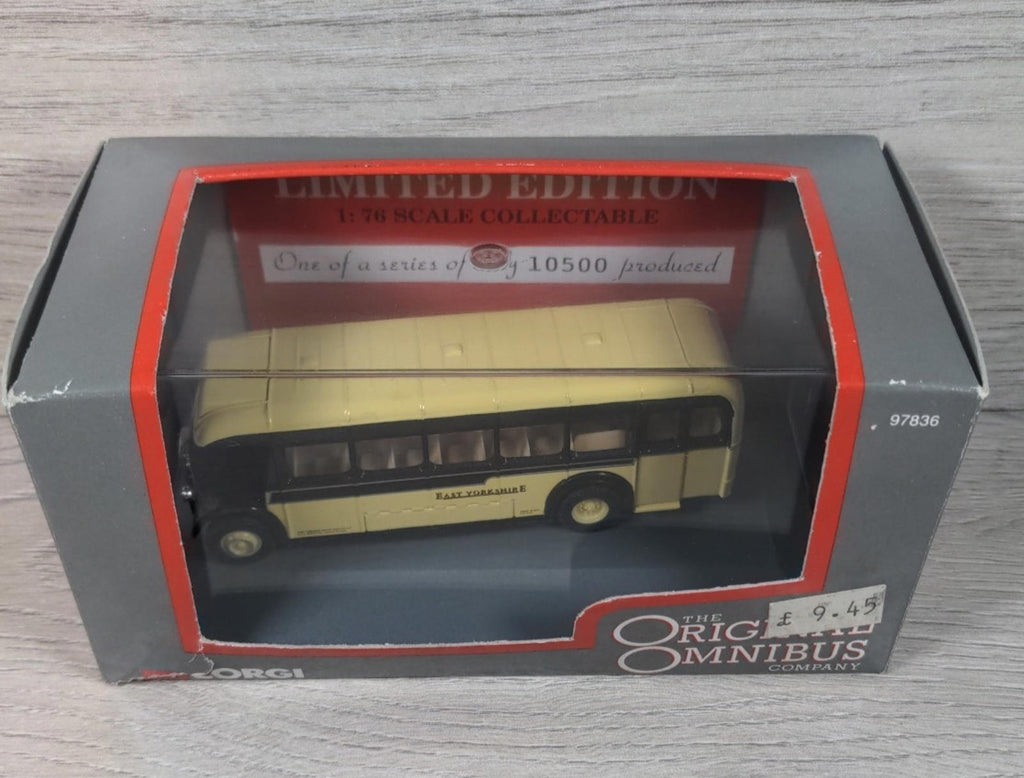 LIMITED EDITION
1:76 SCALE COLLECTABLE
One of a series of 10500 produced
EAST YORKSHIRE
97836
£ 9.45
THE
ORIGINAL
OMNIBUS
COMPANY
CORGI